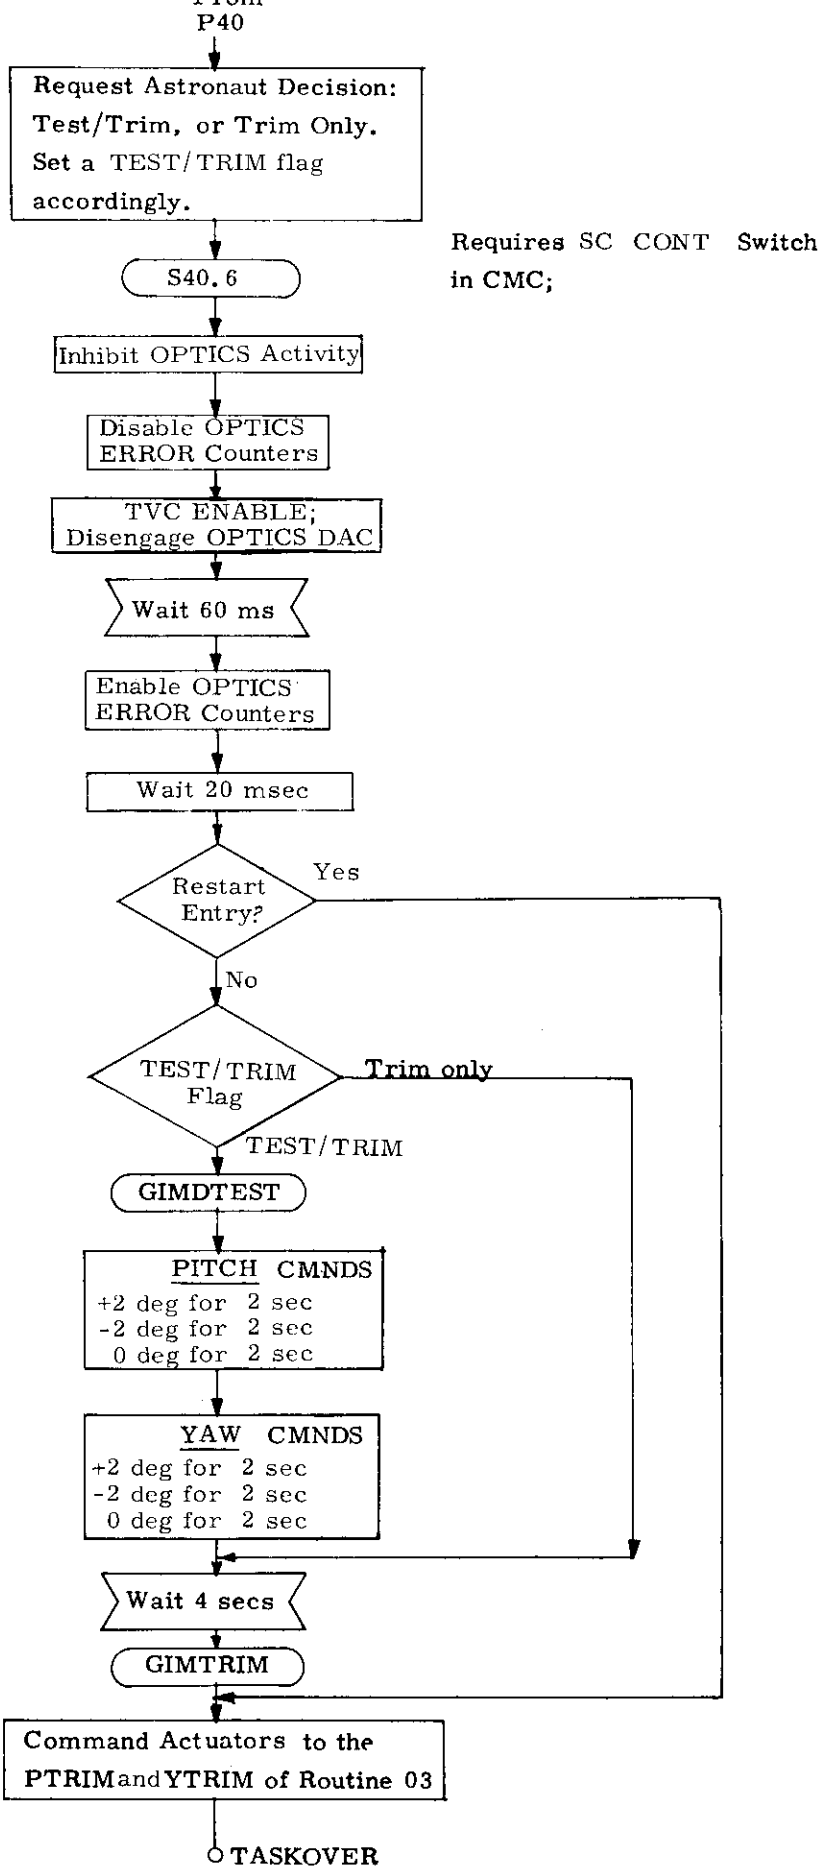 From
P40
Request Astronaut Decision:
Test/Trim, or Trim Only.
Set a TEST/TRIM flag
accordingly.
Requires SC CONT Switch
in CMC;
S40.6
Inhibit OPTICS Activity
Disable OPTICS
ERROR Counters
TVC ENABLE;
Disengage OPTICS DAC
Wait 60 ms
Enable OPTICS
ERROR Counters
Wait 20 msec
Restart
Entry?
Yes
No
TEST/TRIM
Flag
Trim only
TEST/TRIM
GIMDTEST
PITCH CMNDS
+2 deg for 2 sec
-2 deg for 2 sec
0 deg for 2 sec
YAW CMNDS
+2 deg for 2 sec
-2 deg for 2 sec
0 deg for 2 sec
Wait 4 secs
GIMTRIM
Command Actuators to the
PTRIM and YTRIM of Routine 03
TASKOVER